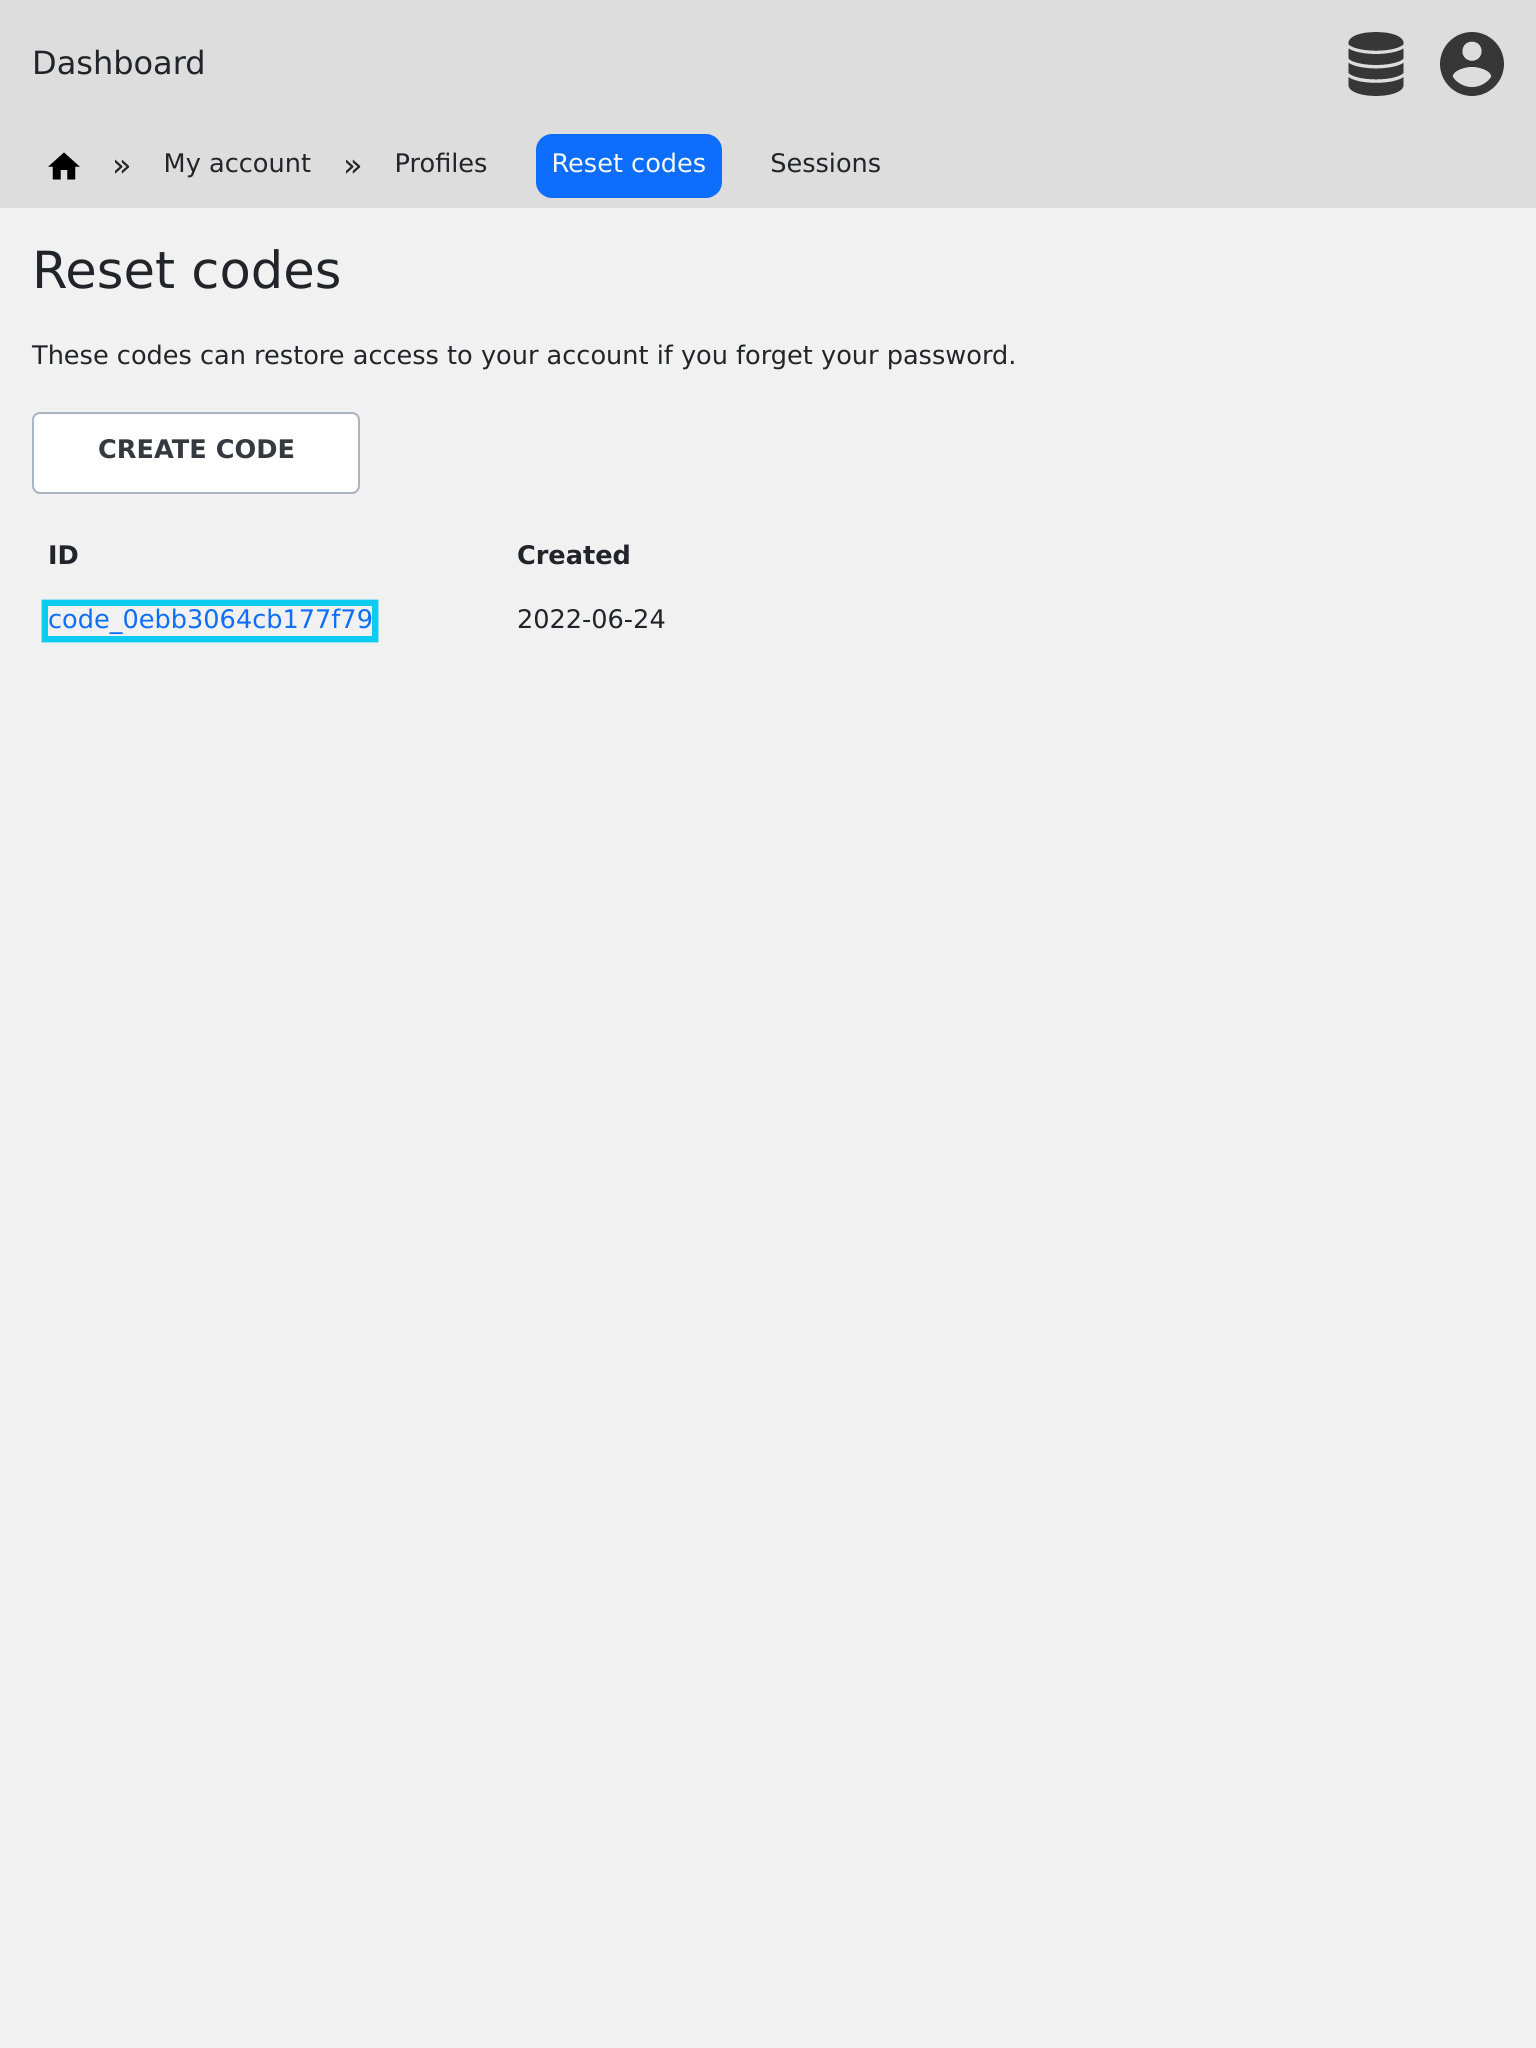 Dashboard
» My account » Profiles Reset codes Sessions
Reset codes
These codes can restore access to your account if you forget your password.
CREATE CODE
ID Created
code_0ebb3064cb177f79 2022-06-24